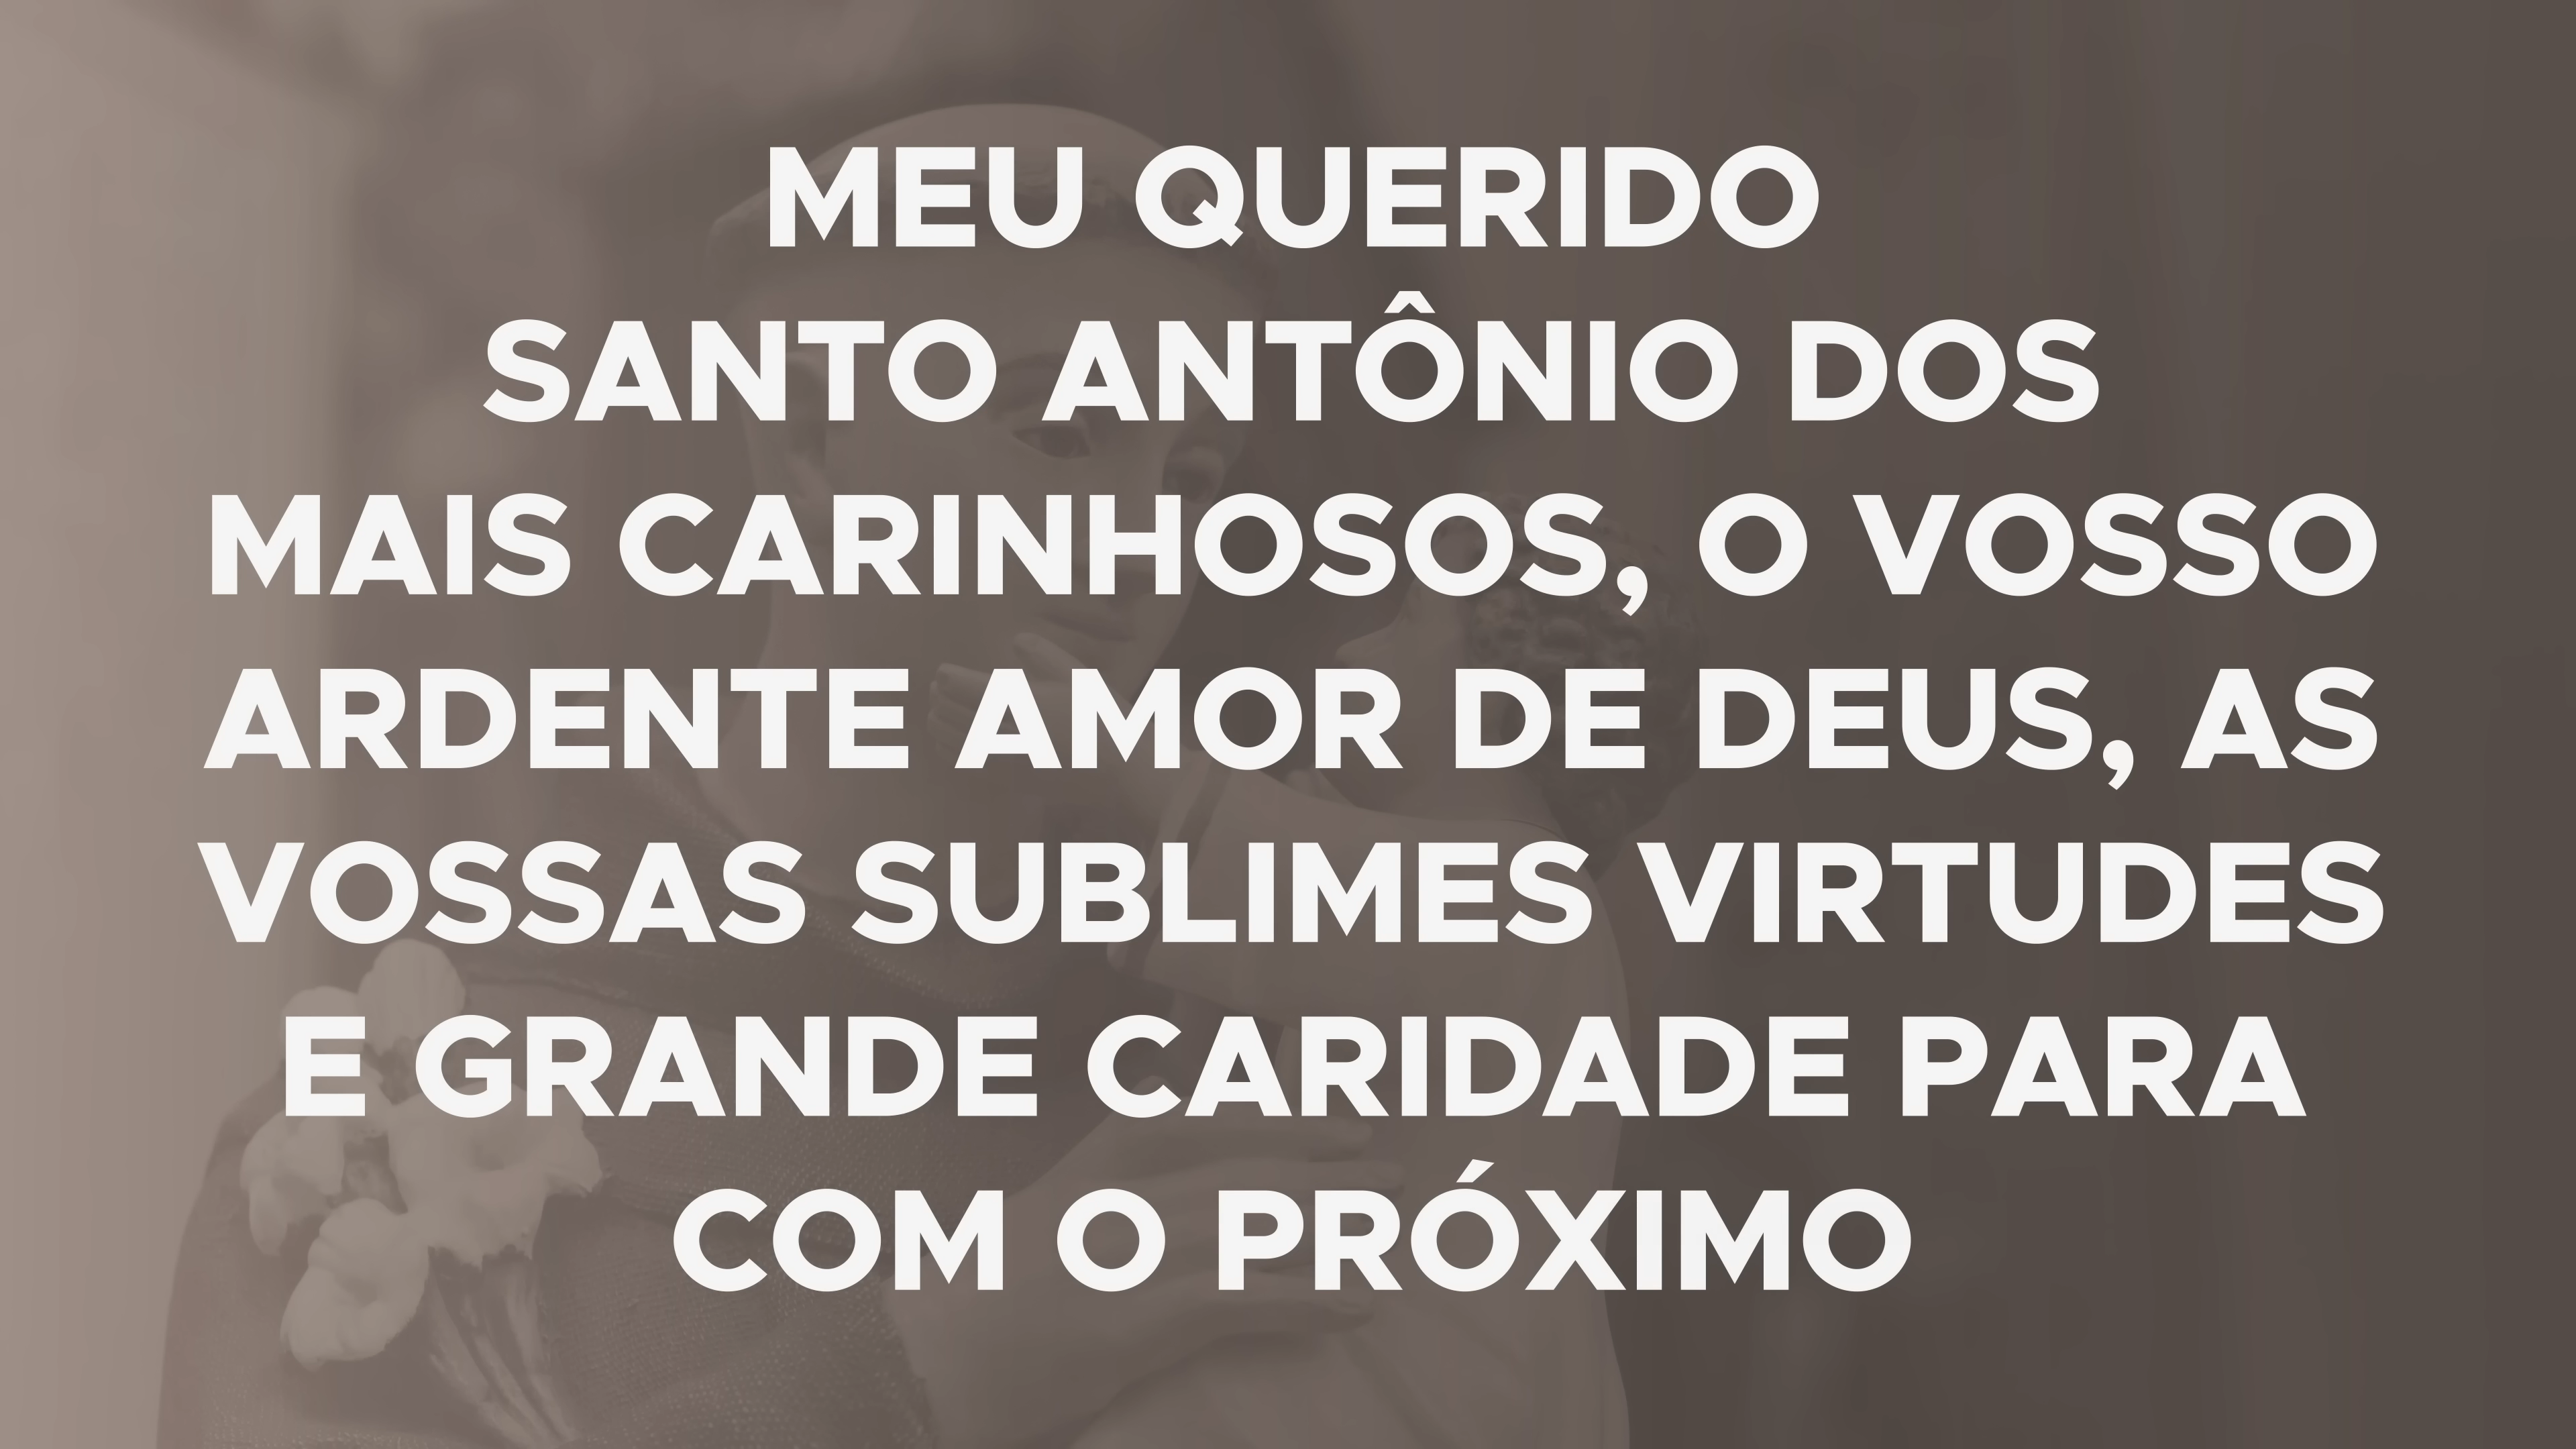 MEU QUERIDO
SANTO ANTÔNIO DOS
MAIS CARINHOSOS, O VOSSO
ARDENTE AMOR DE DEUS, AS
VOSSAS SUBLIMES VIRTUDES
E GRANDE CARIDADE PARA
COM O PRÓXIMO